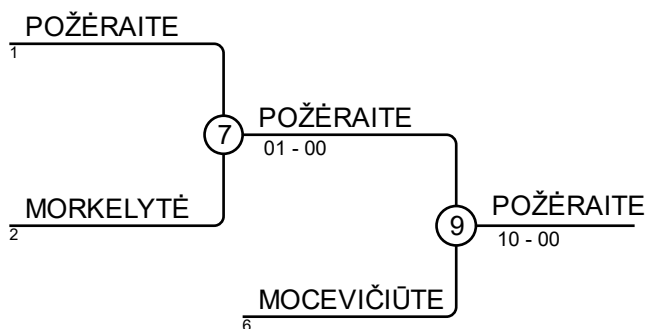 POŽĖRAITE
1
7
POŽĖRAITE
01 - 00
MORKELYTĖ
2
9
POŽĖRAITE
10 - 00
MOCEVIČIŪTE
6